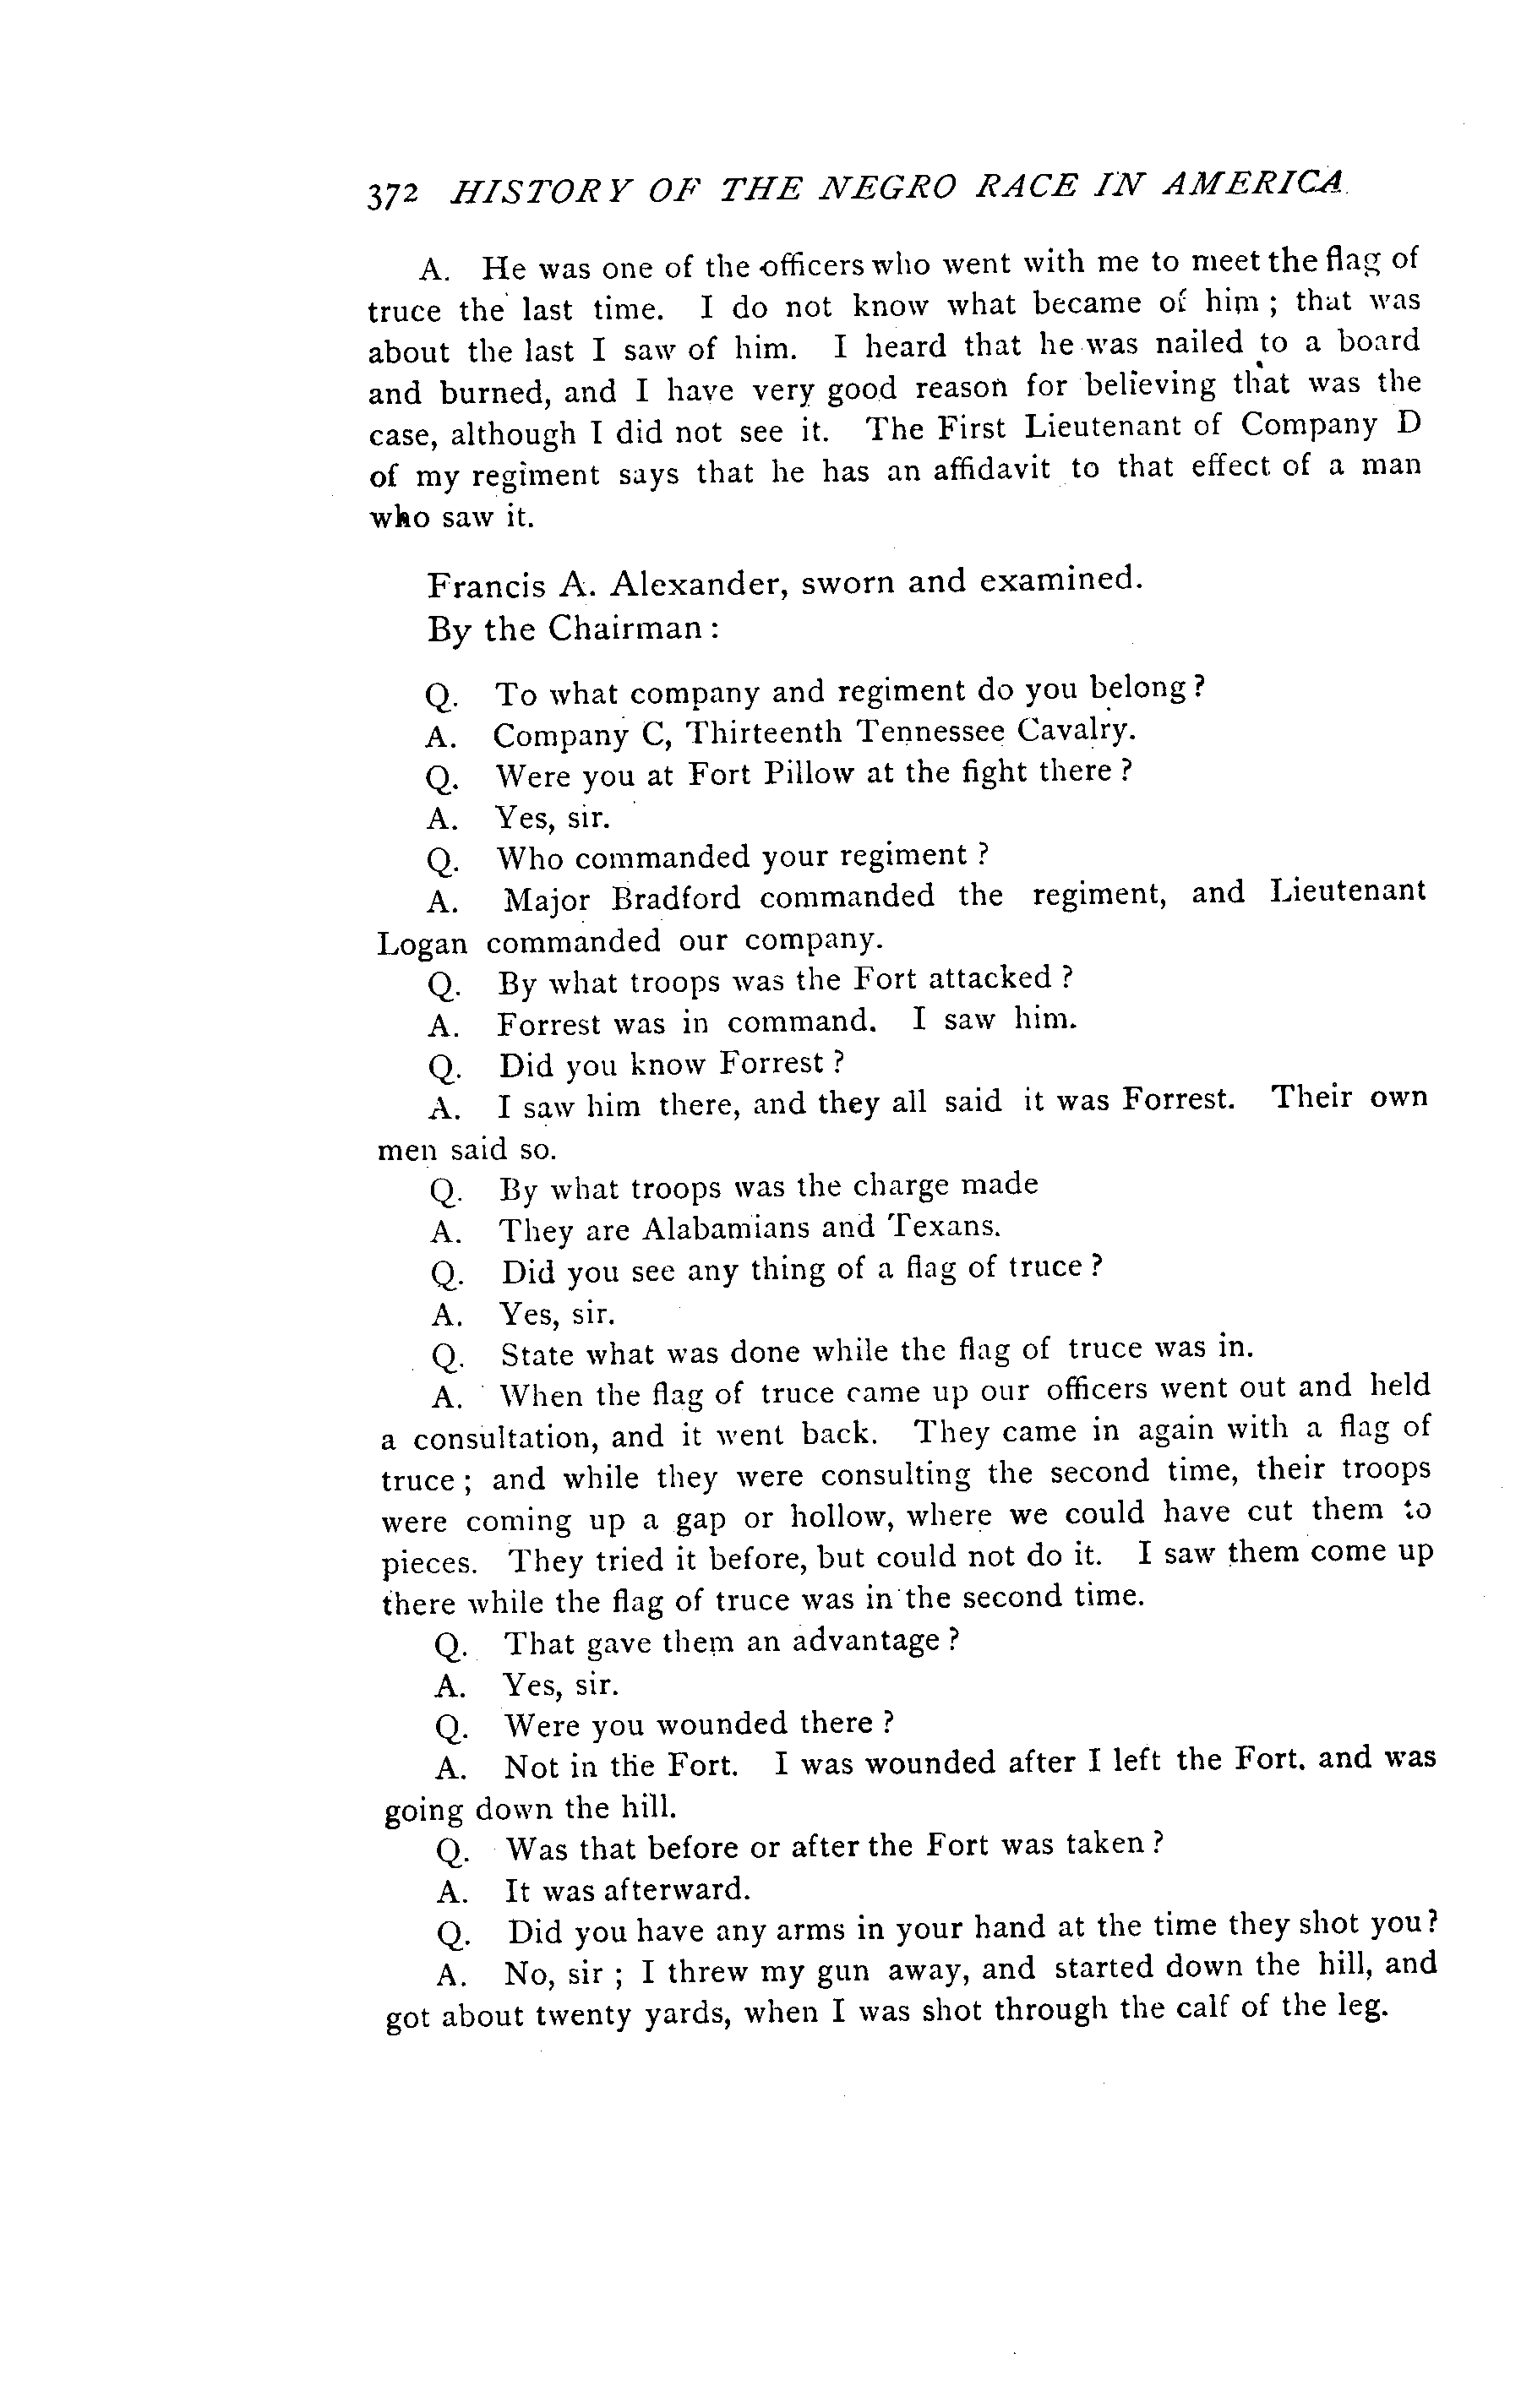 372 HISTORY OF THE NEGRO RACE IN AMERICA.
A. He was one of the officers who went with me to meet the flag of
truce the last time. I do not know what became of him ; that was
about the last I saw of him. I heard that he was nailed to a board
and burned, and I have very good reason for believing that was the
case, although I did not see it. The First Lieutenant of Company D
of my regiment says that he has an affidavit to that effect of a man
who saw it.
Francis A. Alexander, sworn and examined.
By the Chairman :
Q. To what company and regiment do you belong ?
A. Company C, Thirteenth Tennessee Cavalry.
Q. Were you at Fort Pillow at the fight there ?
A. Yes, sir.
Q. Who commanded your regiment ?
A. Major Bradford commanded the regiment, and Lieutenant
Logan commanded our company.
Q. By what troops was the Fort attacked ?
A. Forrest was in command. I saw him.
Q. Did you know Forrest ?
A. I saw him there, and they all said it was Forrest. Their own
men said so.
Q. By what troops was the charge made
A. They are Alabamians and Texans.
Q. Did you see any thing of a flag of truce ?
A. Yes, sir.
Q. State what was done while the flag of truce was in.
A. When the flag of truce came up our officers went out and held
a consultation, and it went back. They came in again with a flag of
truce ; and while they were consulting the second time, their troops
were coming up a gap or hollow, where we could have cut them to
pieces. They tried it before, but could not do it. I saw them come up
there while the flag of truce was in the second time.
Q. That gave them an advantage ?
A. Yes, sir.
Q. Were you wounded there ?
A. Not in the Fort. I was wounded after I left the Fort. and was
going down the hill.
Q. Was that before or after the Fort was taken ?
A. It was afterward.
Q. Did you have any arms in your hand at the time they shot you ?
A. No, sir ; I threw my gun away, and started down the hill, and
got about twenty yards, when I was shot through the calf of the leg.